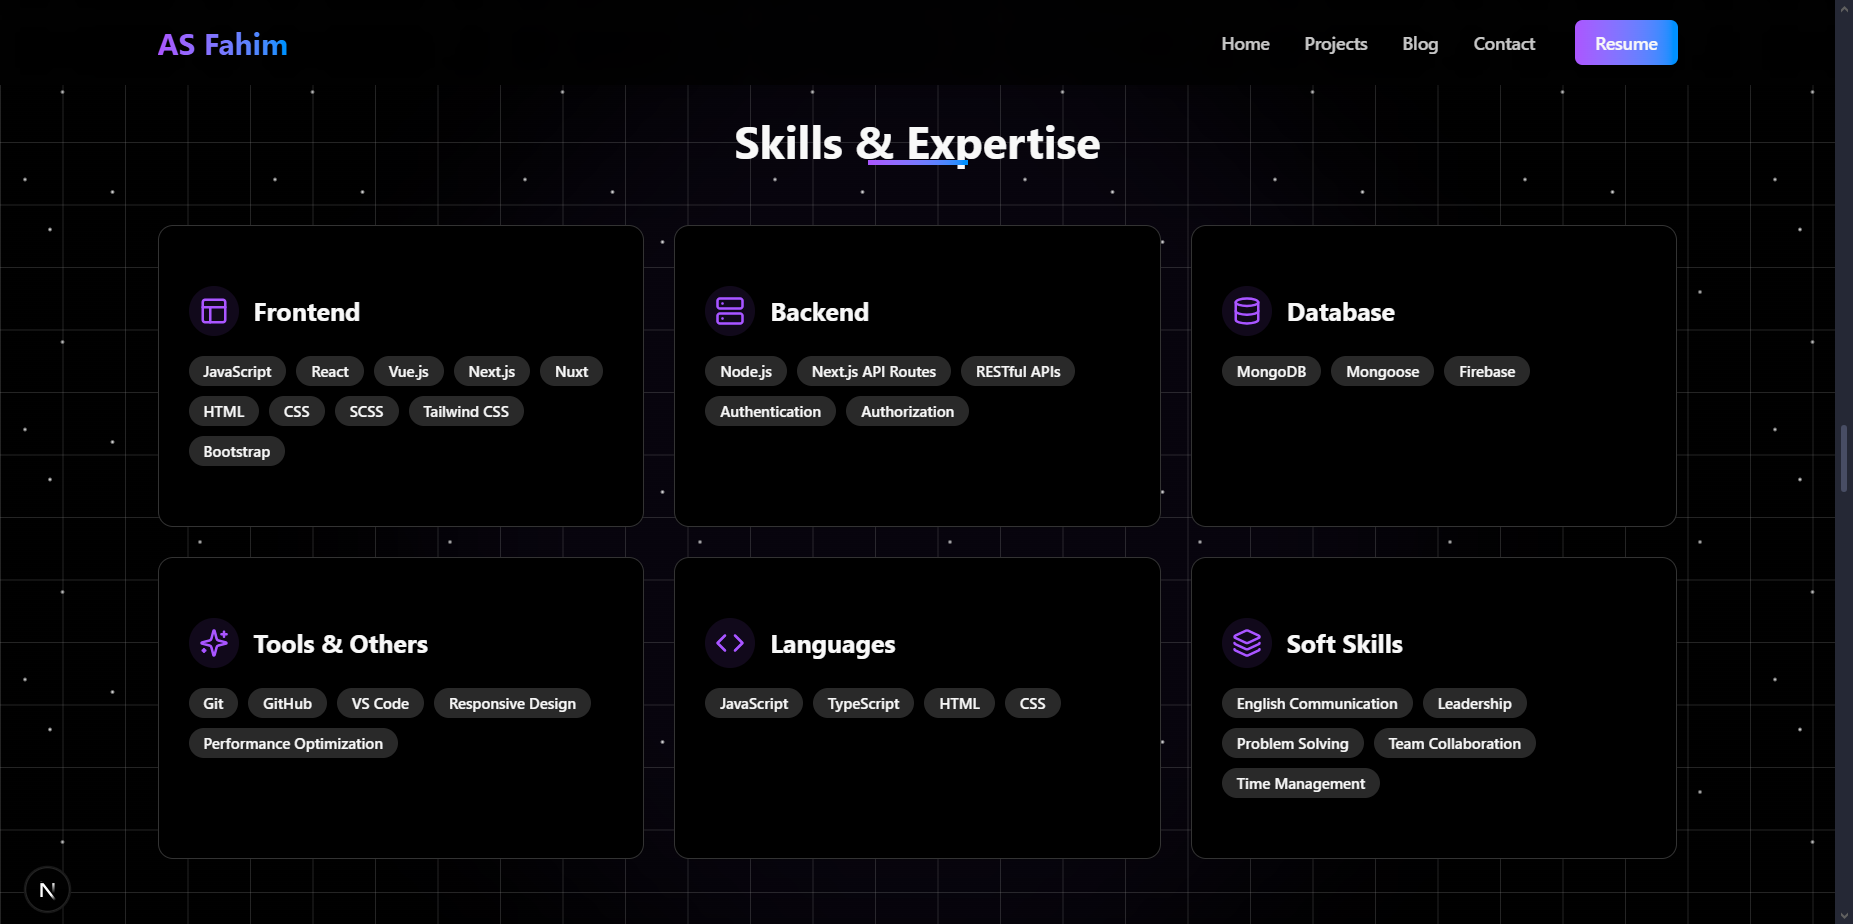 AS Fahim
Home Projects Blog Contact Resume
Skills & Expertise
Frontend
JavaScript React Vue.js Next.js Nuxt
HTML CSS SCSS Tailwind CSS
Bootstrap
Backend
Node.js Next.js API Routes RESTful APIs
Authentication Authorization
Database
MongoDB Mongoose Firebase
Tools & Others
Git GitHub VS Code Responsive Design
Performance Optimization
Languages
JavaScript TypeScript HTML CSS
Soft Skills
English Communication Leadership
Problem Solving Team Collaboration
Time Management
N